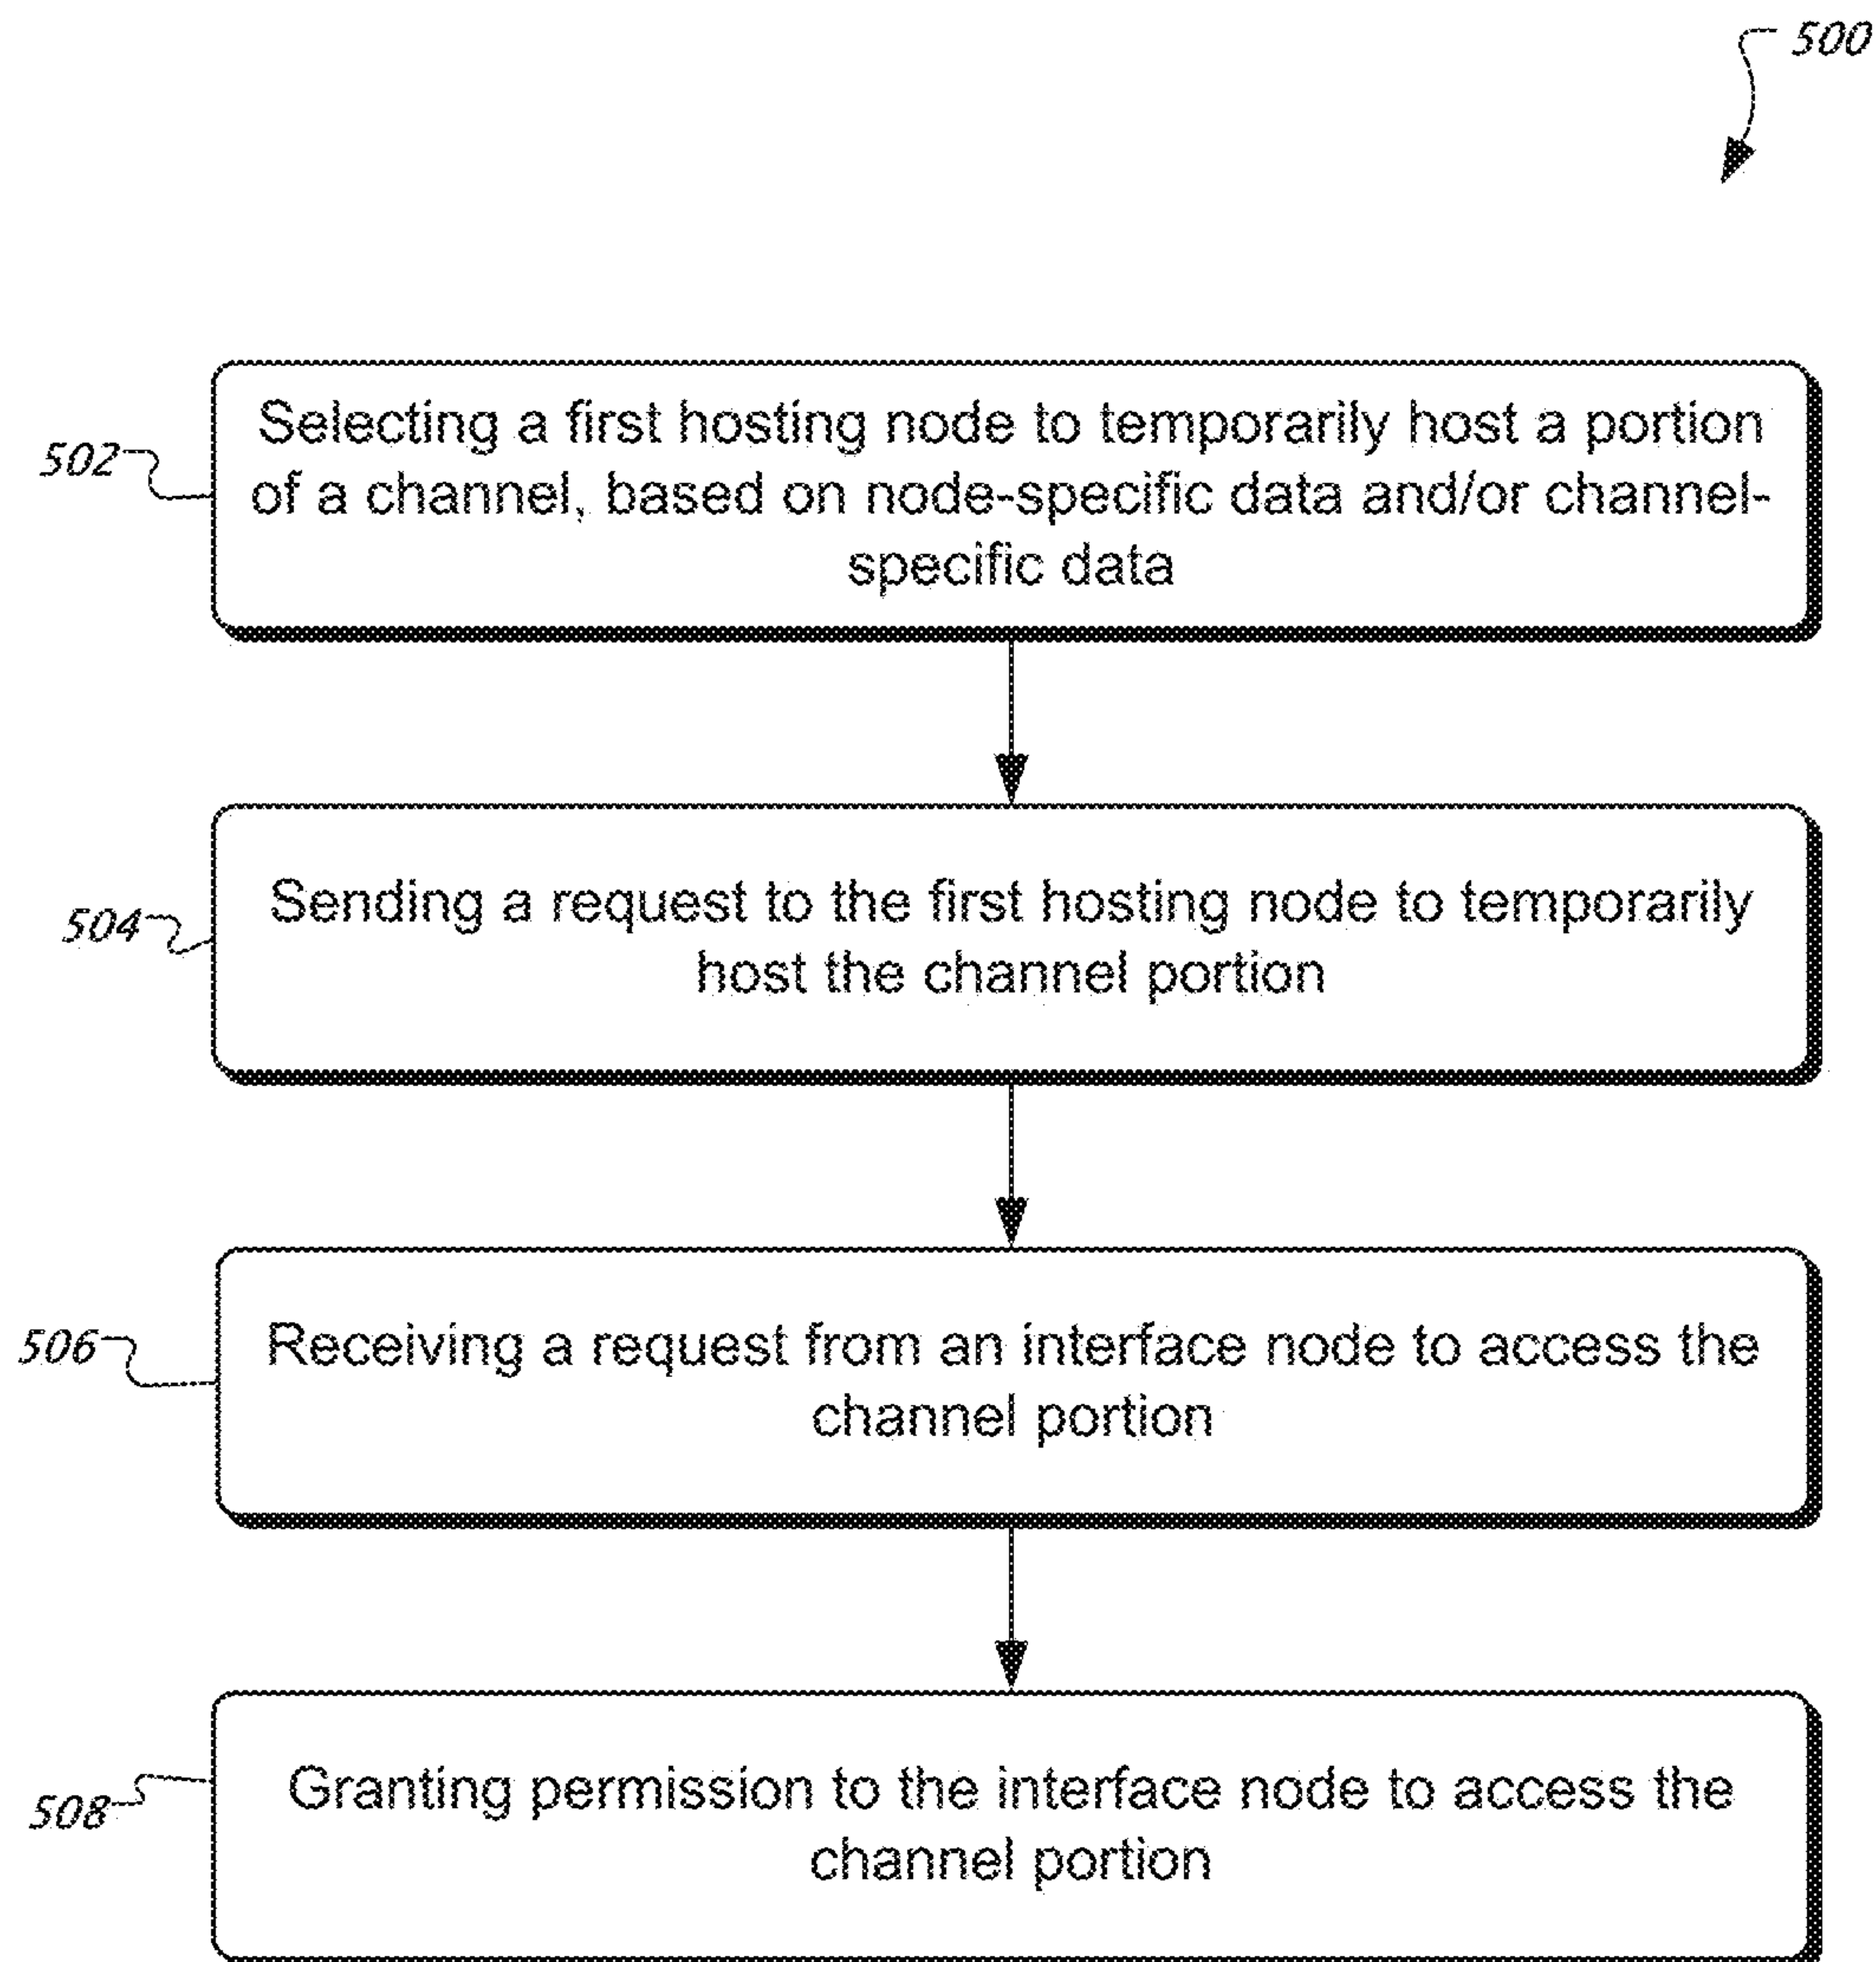 500
502
Selecting a first hosting node to temporarily host a portion
of a channel, based on node-specific data and/or channel-
specific data
504
Sending a request to the first hosting node to temporarily
host the channel portion
506
Receiving a request from an interface node to access the
channel portion
508
Granting permission to the interface node to access the
channel portion